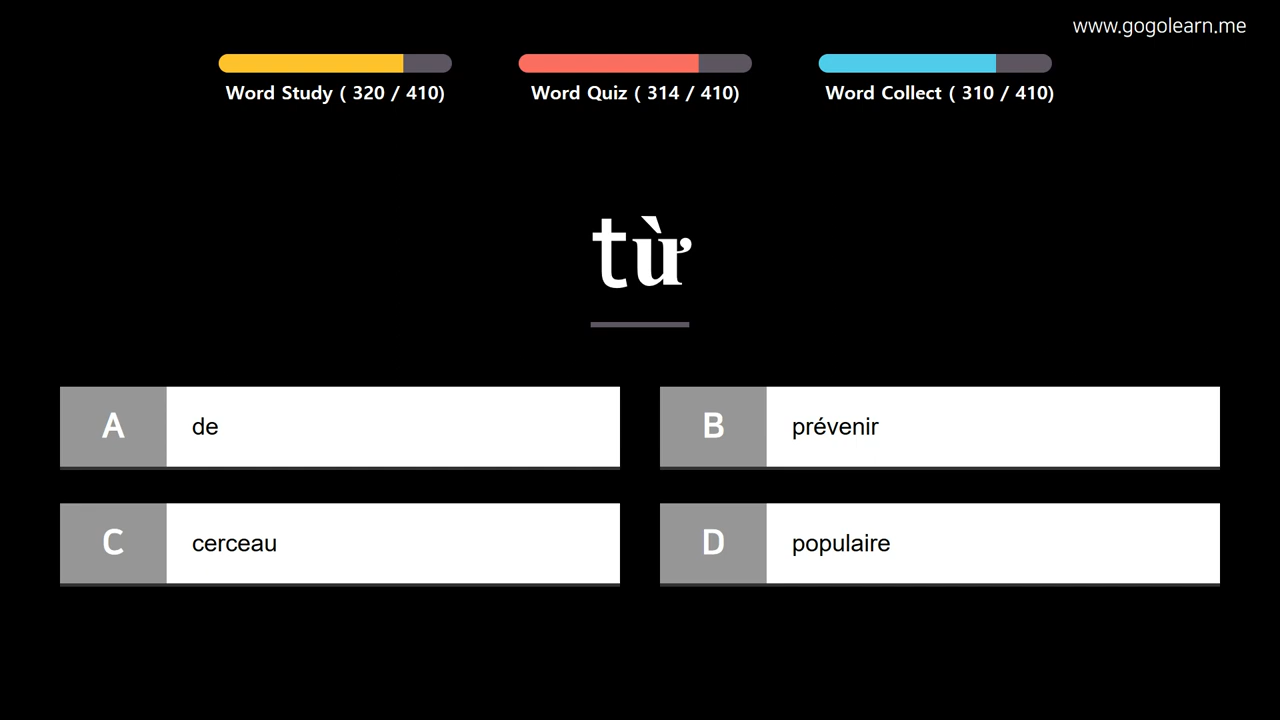 www.gogolearn.me
Word Study ( 320 / 410)
Word Quiz ( 314 / 410)
Word Collect ( 310 / 410)
từ
A de
B prévenir
C cerceau
D populaire